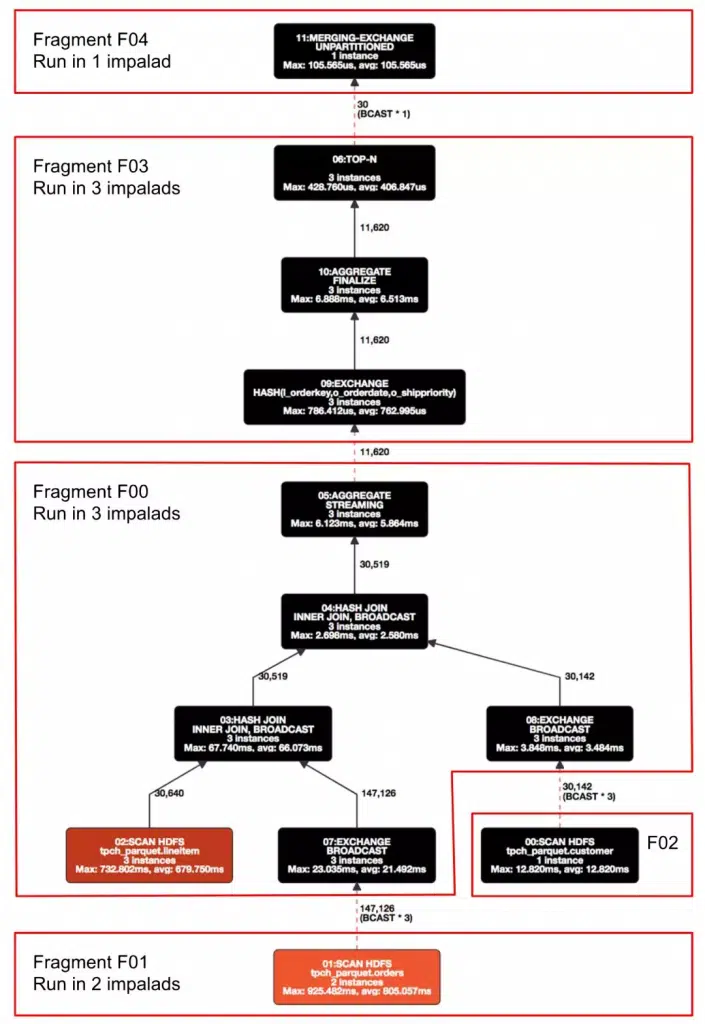 Fragment F04
Run in 1 impalad
11:MERGING-EXCHANGE
UNPARTITIONED
1 instance
Max: 105.565us, avg: 105.565us
30
(BCAST * 1)
Fragment F03
Run in 3 impalads
06:TOP-N
3 instances
Max: 428.760us, avg: 406.847us
11,620
10:AGGREGATE
FINALIZE
3 instances
Max: 6.888ms, avg: 6.513ms
11,620
09:EXCHANGE
HASH(l_orderkey,o_orderdate,o_shippriority)
3 instances
Max: 786.412us, avg: 762.995us
11,620
Fragment F00
Run in 3 impalads
05:AGGREGATE
STREAMING
3 instances
Max: 6.123ms, avg: 5.864ms
30,519
04:HASH JOIN
INNER JOIN, BROADCAST
3 instances
Max: 2.698ms, avg: 2.580ms
30,519
30,142
03:HASH JOIN
INNER JOIN, BROADCAST
3 instances
Max: 67.740ms, avg: 66.073ms
08:EXCHANGE
BROADCAST
3 instances
Max: 3.848ms, avg: 3.484ms
30,640
147,126
30,142
(BCAST * 3)
02:SCAN HDFS
tpch_parquet.lineitem
3 instances
Max: 732.802ms, avg: 679.750ms
07:EXCHANGE
BROADCAST
3 instances
Max: 23.035ms, avg: 21.492ms
00:SCAN HDFS
tpch_parquet.customer
1 instance
Max: 12.820ms, avg: 12.820ms
F02
147,126
(BCAST * 3)
Fragment F01
Run in 2 impalads
01:SCAN HDFS
tpch_parquet.orders
2 instances
Max: 925.482ms, avg: 805.057ms